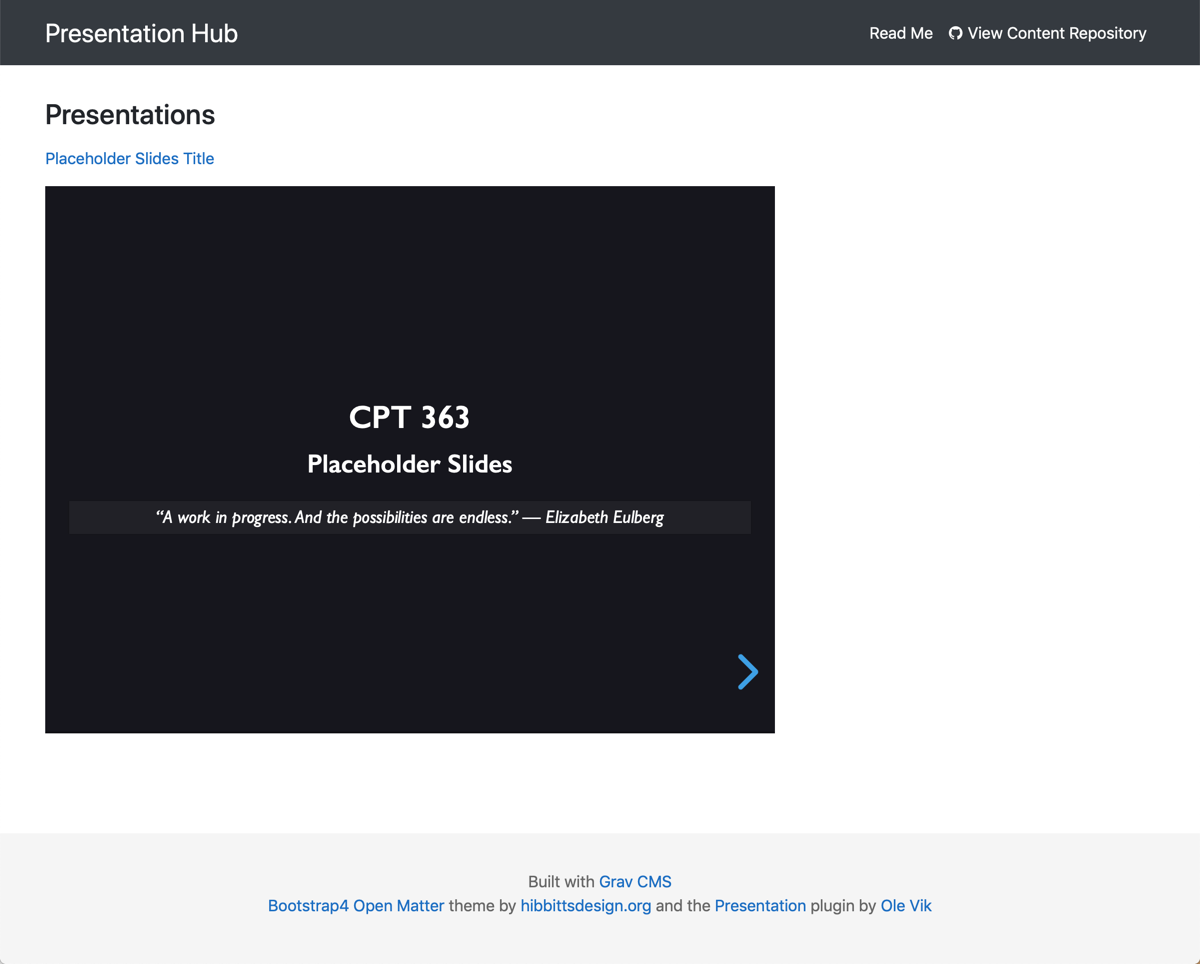 Presentation Hub
Read Me View Content Repository
Presentations
Placeholder Slides Title
CPT 363
Placeholder Slides
“A work in progress. And the possibilities are endless.” — Elizabeth Eulberg
Built with Grav CMS
Bootstrap4 Open Matter theme by hibbittsdesign.org and the Presentation plugin by Ole Vik